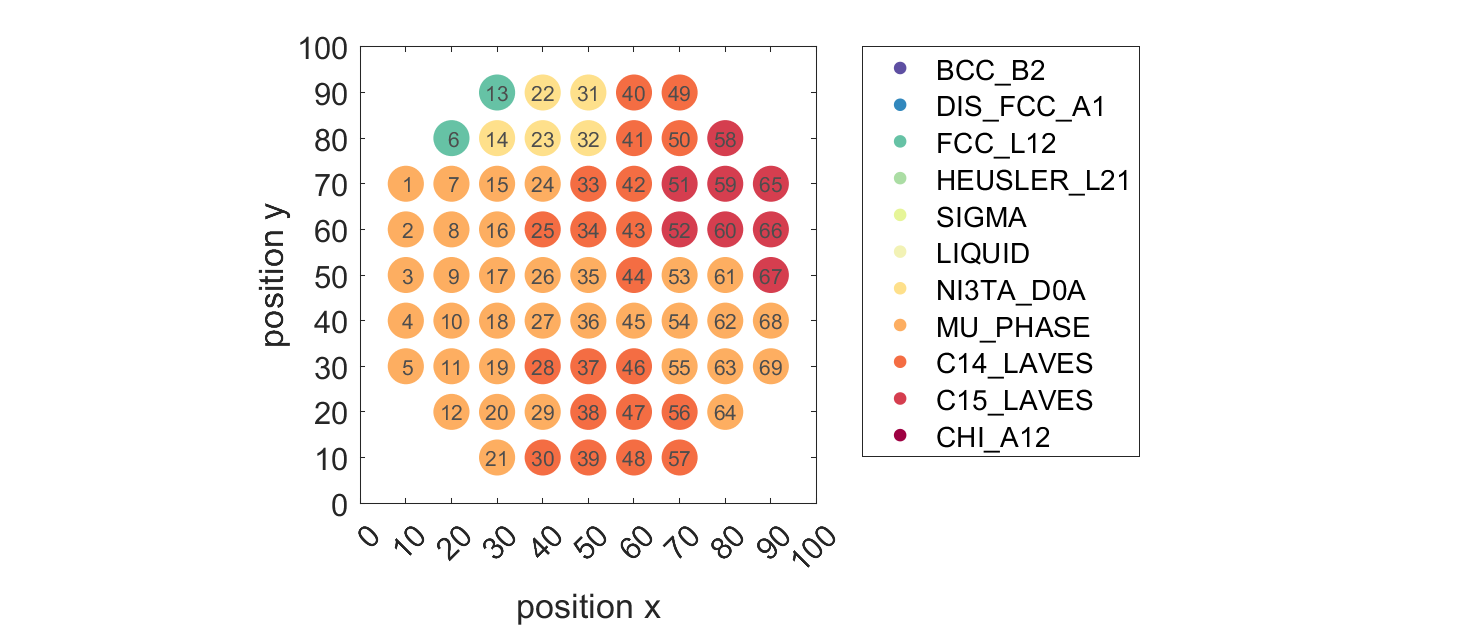 100
90
80
70
60
50
40
30
20
10
0
position y
13 22 31 40 49
6 14 23 32 41 50 58
1 7 15 24 33 42 51 59 65
2 8 16 25 34 43 52 60 66
3 9 17 26 35 44 53 61 67
4 10 18 27 36 45 54 62 68
5 11 19 28 37 46 55 63 69
12 20 29 38 47 56 64
21 30 39 48 57
0 10 20 30 40 50 60 70 80 90 100
position x
BCC_B2
DIS_FCC_A1
FCC_L12
HEUSLER_L21
SIGMA
LIQUID
NI3TA_D0A
MU_PHASE
C14_LAVES
C15_LAVES
CHI_A12